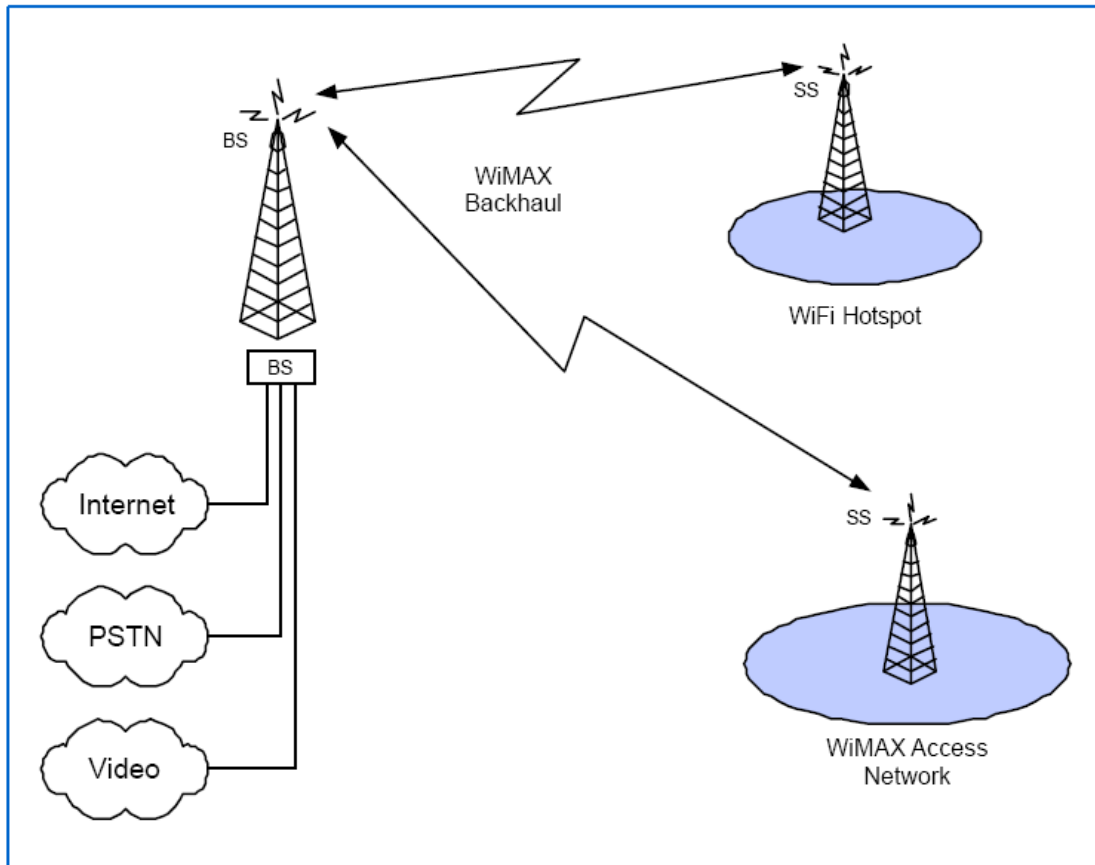 SS
BS
WiMAX
Backhaul
WiFi Hotspot
BS
Internet
SS
PSTN
WiMAX Access
Network
Video